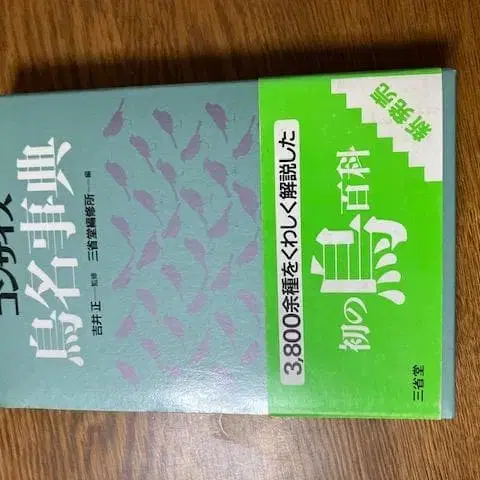 コンサイス
鳥名事典
吉井 正──監修 三省堂編修所──編
新発売
3,800余種をくわしく解説した
初の鳥百科
三省堂